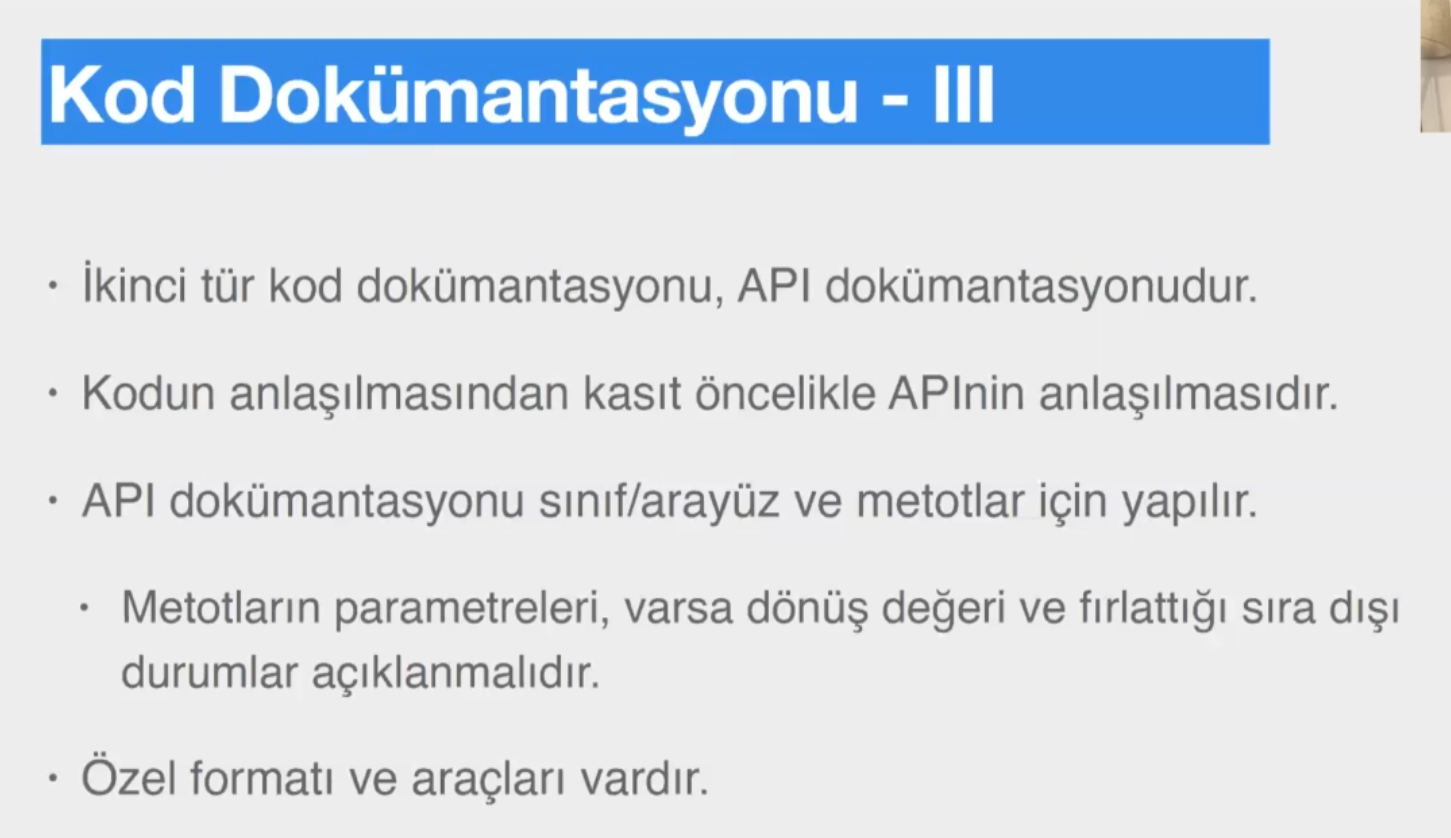 Kod Dokümantasyonu - III
• İkinci tür kod dokümantasyonu, API dokümantasyonudur.
• Kodun anlaşılmasından kasıt öncelikle APInin anlaşılmasıdır.
• API dokümantasyonu sınıf/arayüz ve metotlar için yapılır.
• Metotların parametreleri, varsa dönüş değeri ve fırlattığı sıra dışı
durumlar açıklanmalıdır.
• Özel formatı ve araçları vardır.